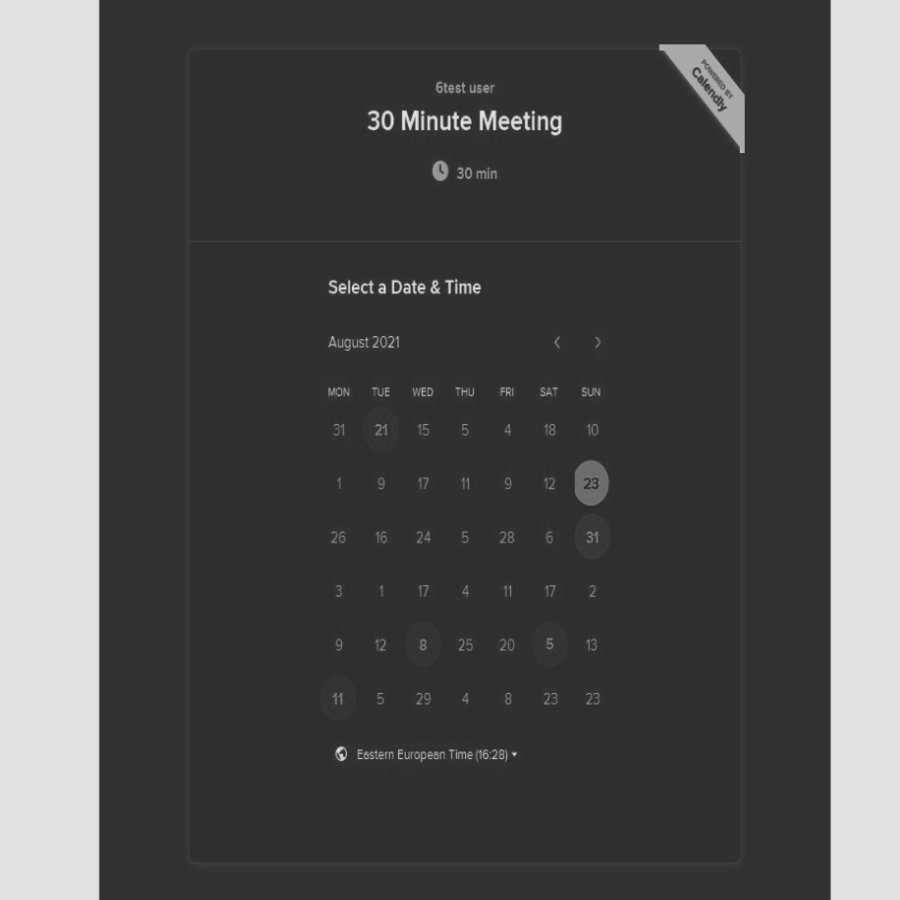 POWERED BY
Calendly
6test user
30 Minute Meeting
30 min
Select a Date & Time
August 2021
MON TUE WED THU FRI SAT SUN
31 21 15 5 4 18 10
1 9 17 11 9 12 23
26 16 24 5 28 6 31
3 1 17 4 11 17 2
9 12 8 25 20 5 13
11 5 29 4 8 23 23
Eastern European Time (16:28)